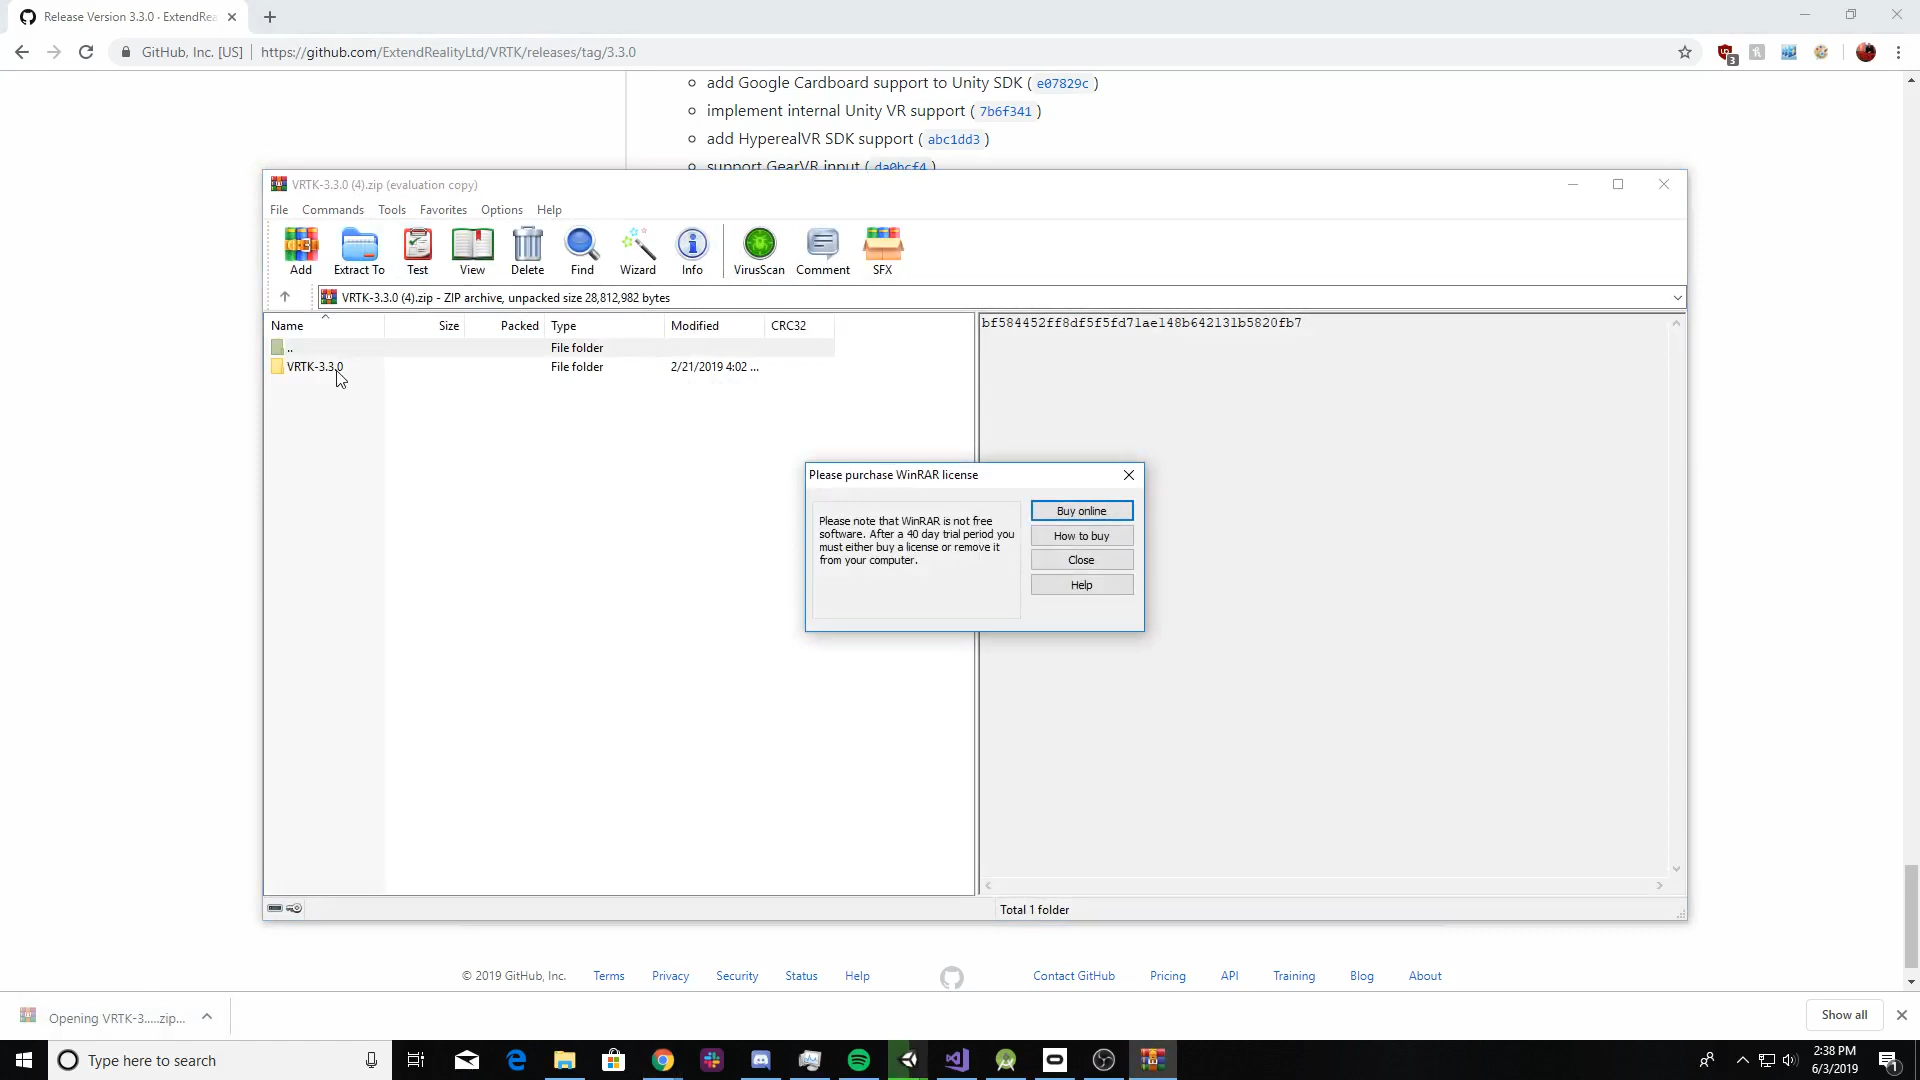 Release Version 3.3.0 · ExtendRea
GitHub, Inc. [US] | https://github.com/ExtendRealityLtd/VRTK/releases/tag/3.3.0
3
add Google Cardboard support to Unity SDK ( e07829c )
implement internal Unity VR support ( 7b6f341 )
add HyperealVR SDK support ( abc1dd3 )
support GearVR input ( da0bcf4 )
VRTK-3.3.0 (4).zip (evaluation copy)
File Commands Tools Favorites Options Help
Add Extract To Test View Delete Find Wizard Info VirusScan Comment SFX
VRTK-3.3.0 (4).zip - ZIP archive, unpacked size 28,812,982 bytes
Name Size Packed Type Modified CRC32
bf584452ff8df5f5fd71ae148b642131b5820fb7
.. File folder
VRTK-3.3.0 File folder 2/21/2019 4:02 ...
Please purchase WinRAR license
Please note that WinRAR is not free
software. After a 40 day trial period you
must either buy a license or remove it
from your computer.
Buy online
How to buy
Close
Help
Total 1 folder
© 2019 GitHub, Inc. Terms Privacy Security Status Help Contact GitHub Pricing API Training Blog About
Opening VRTK-3.....zip...
Show all
Type here to search
2:38 PM
6/3/2019
1